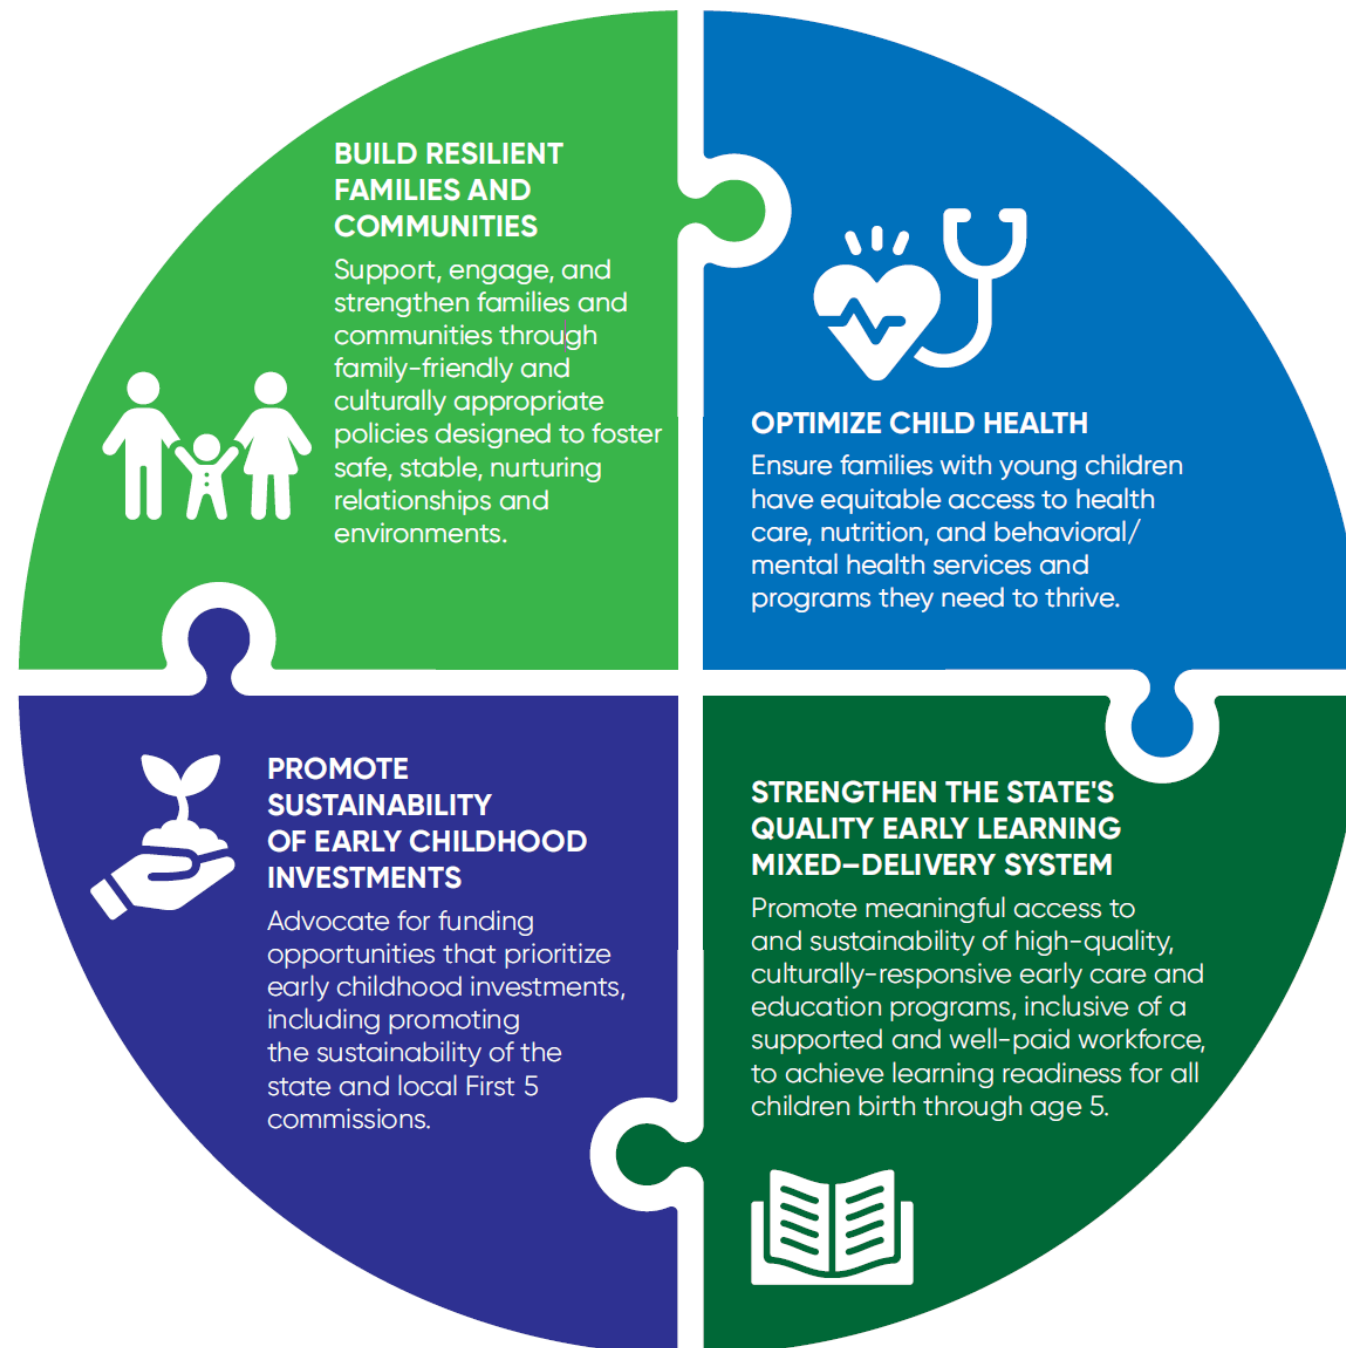 BUILD RESILIENT
FAMILIES AND
COMMUNITIES
Support, engage, and
strengthen families and
communities through
family-friendly and
culturally appropriate
policies designed to foster
safe, stable, nurturing
relationships and
environments.
OPTIMIZE CHILD HEALTH
Ensure families with young children
have equitable access to health
care, nutrition, and behavioral/
mental health services and
programs they need to thrive.
PROMOTE
SUSTAINABILITY
OF EARLY CHILDHOOD
INVESTMENTS
Advocate for funding
opportunities that prioritize
early childhood investments,
including promoting
the sustainability of the
state and local First 5
commissions.
STRENGTHEN THE STATE'S
QUALITY EARLY LEARNING
MIXED–DELIVERY SYSTEM
Promote meaningful access to
and sustainability of high-quality,
culturally-responsive early care and
education programs, inclusive of a
supported and well-paid workforce,
to achieve learning readiness for all
children birth through age 5.